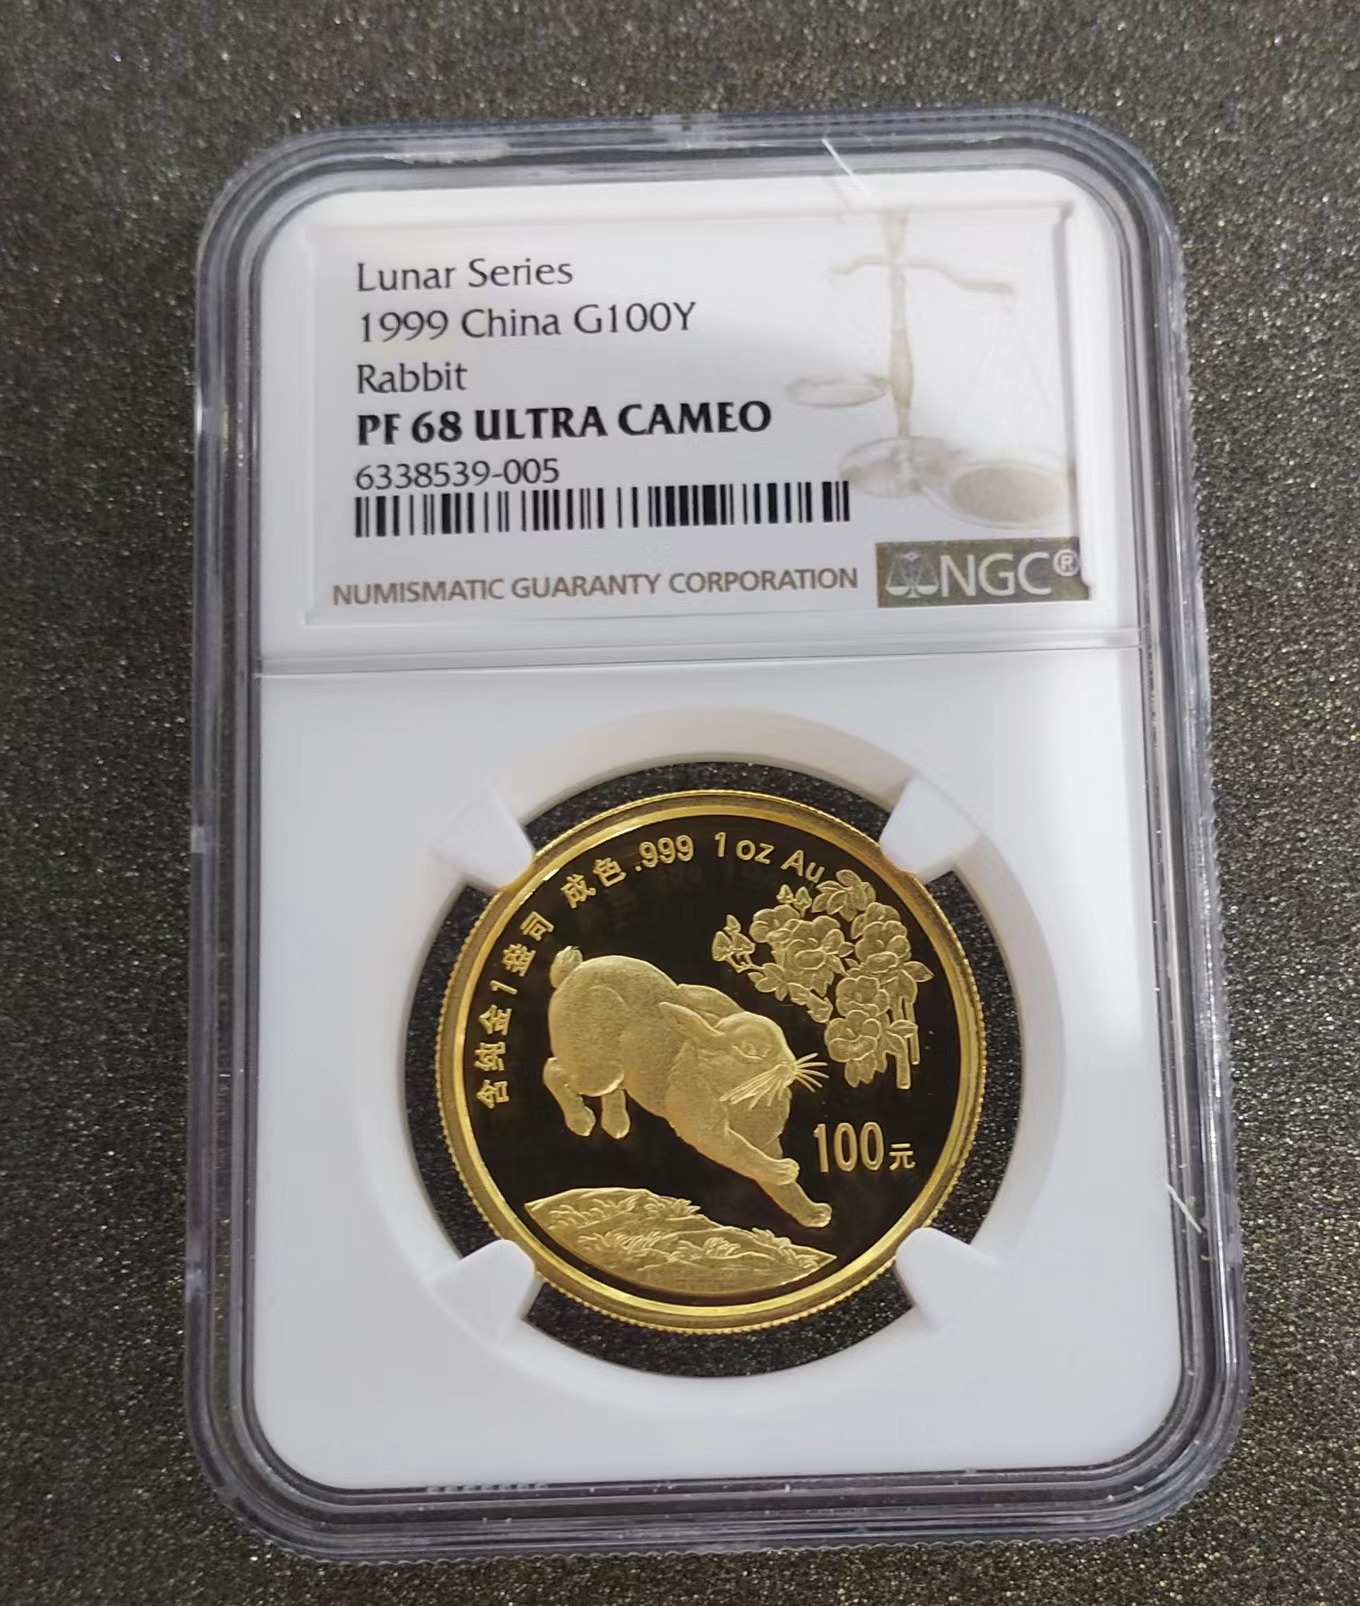 Lunar Series
1999 China G100Y
Rabbit
PF 68 ULTRA CAMEO
6338539-005
NUMISMATIC GUARANTY CORPORATION
NGC®
含纯金1盎司 成色.999 1 oz Au
100元